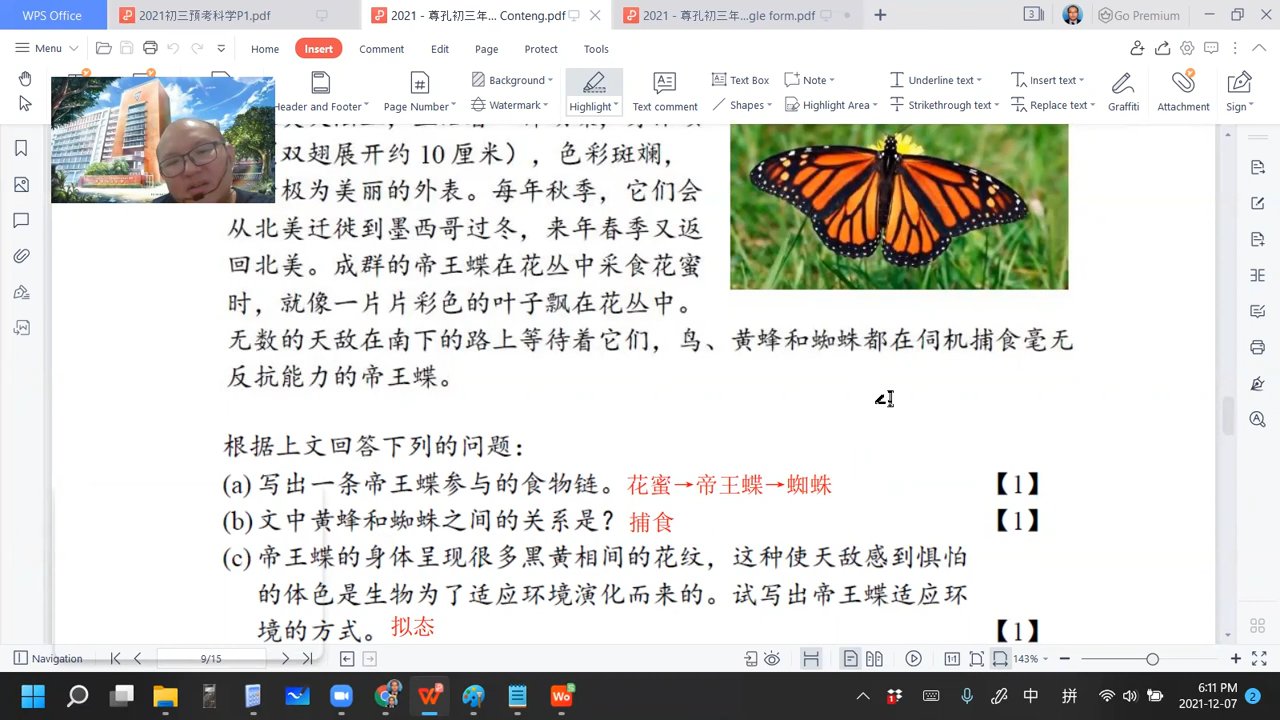 WPS Office
2021初三预考科学P1.pdf
2021 - 尊孔初三年... Conteng.pdf
2021 - 尊孔初三年...gle form.pdf
3
Go Premium
Menu
Home
Insert
Comment
Edit
Page
Protect
Tools
Header and Footer
Page Number
Background
Watermark
Highlight
Text comment
Text Box
Shapes
Note
Highlight Area
Underline text
Strikethrough text
Insert text
Replace text
Graffiti
Attachment
Sign
双翅展开约 10 厘米），色彩斑斓，
极为美丽的外表。每年秋季，它们会
从北美迁徙到墨西哥过冬，来年春季又返
回北美。成群的帝王蝶在花丛中采食花蜜
时，就像一片片彩色的叶子飘在花丛中。
无数的天敌在南下的路上等待着它们，鸟、黄蜂和蜘蛛都在伺机捕食毫无
反抗能力的帝王蝶。
根据上文回答下列的问题：
(a) 写出一条帝王蝶参与的食物链。 花蜜→帝王蝶→蜘蛛 【1】
(b) 文中黄蜂和蜘蛛之间的关系是？ 捕食 【1】
(c) 帝王蝶的身体呈现很多黑黄相间的花纹，这种使天敌感到惧怕
的体色是生物为了适应环境演化而来的。试写出帝王蝶适应环
境的方式。 拟态 【1】
Navigation
9/15
1:1
143%
W
Wo
中
拼
6:11 PM
2021-12-07
2